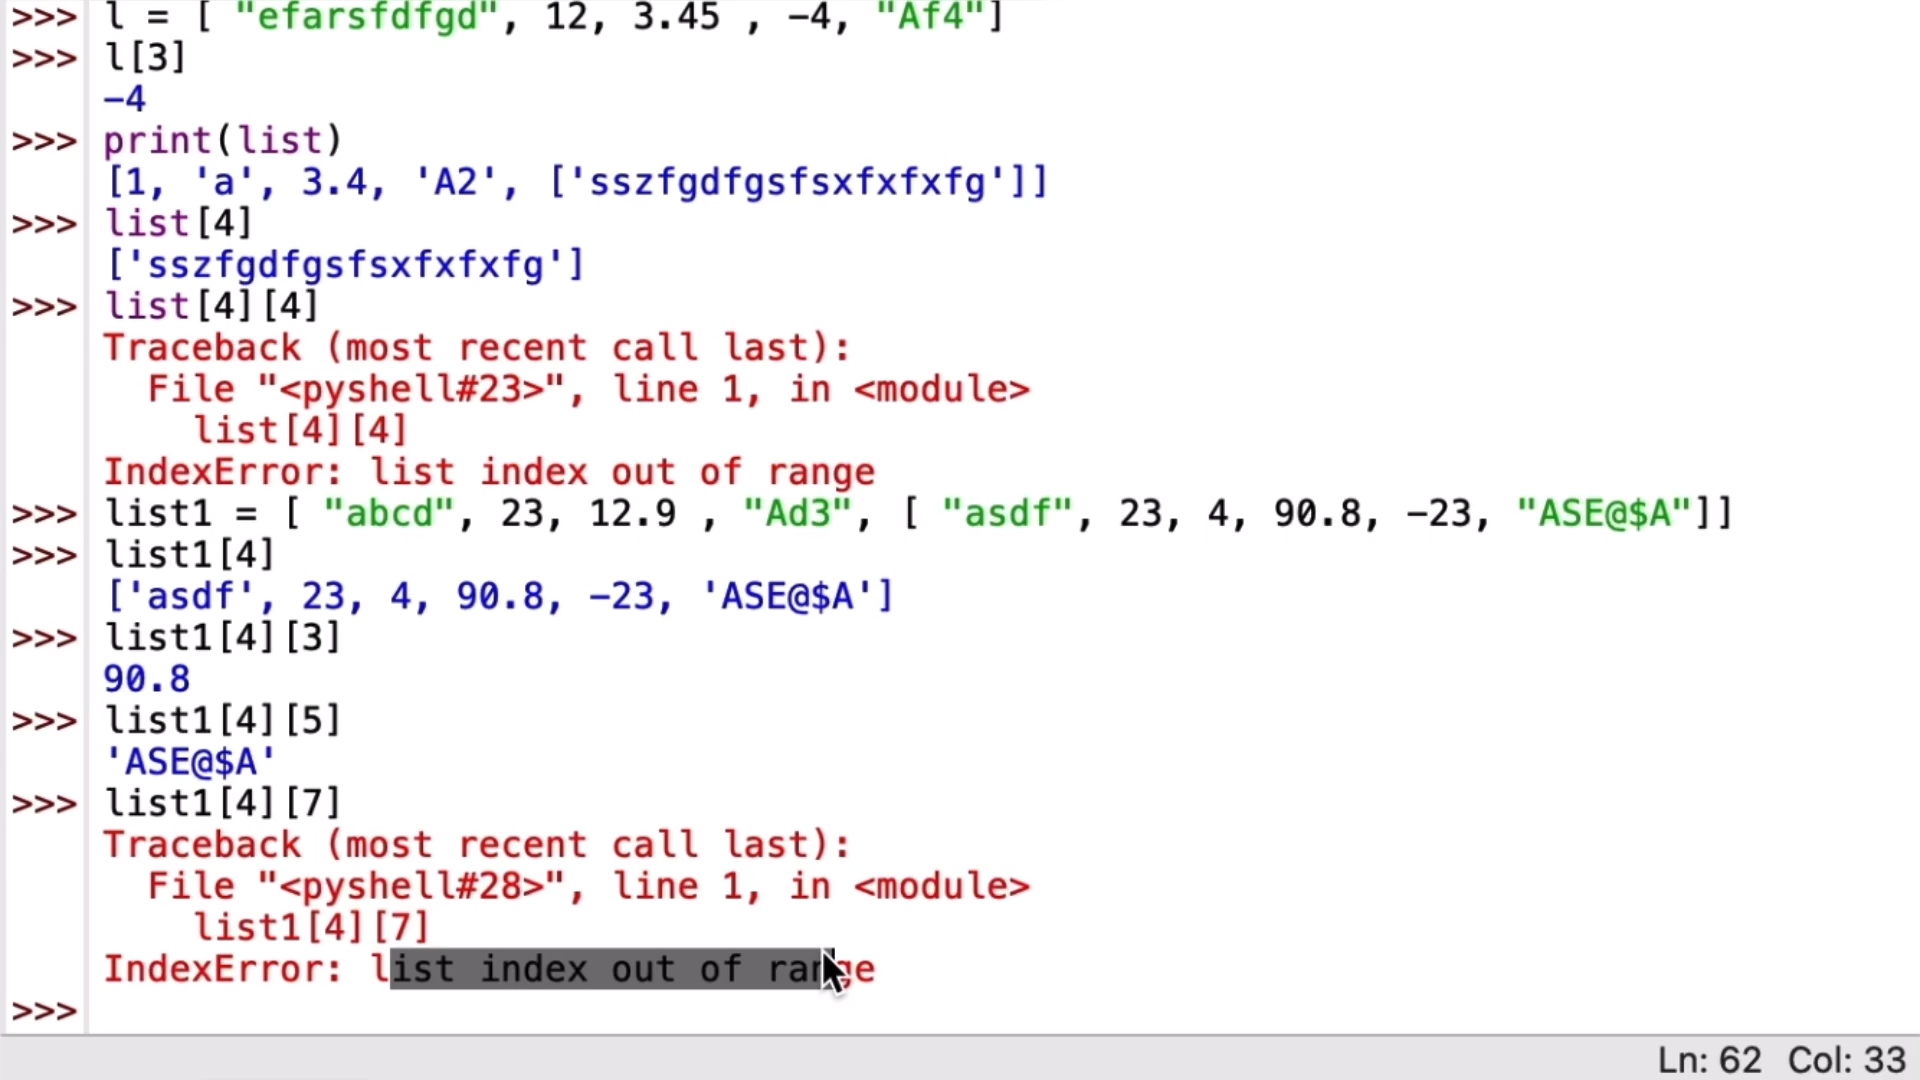 >>> l = [ "efarsfdfgd", 12, 3.45 , -4, "Af4"]
>>> l[3]
-4
>>> print(list)
[1, 'a', 3.4, 'A2', ['sszfgdfgsfsxfxfxfg']]
>>> list[4]
['sszfgdfgsfsxfxfxfg']
>>> list[4][4]
Traceback (most recent call last):
  File "<pyshell#23>", line 1, in <module>
    list[4][4]
IndexError: list index out of range
>>> list1 = [ "abcd", 23, 12.9 , "Ad3", [ "asdf", 23, 4, 90.8, -23, "ASE@$A"]]
>>> list1[4]
['asdf', 23, 4, 90.8, -23, 'ASE@$A']
>>> list1[4][3]
90.8
>>> list1[4][5]
'ASE@$A'
>>> list1[4][7]
Traceback (most recent call last):
  File "<pyshell#28>", line 1, in <module>
    list1[4][7]
IndexError: list index out of range
>>>
Ln: 62 Col: 33